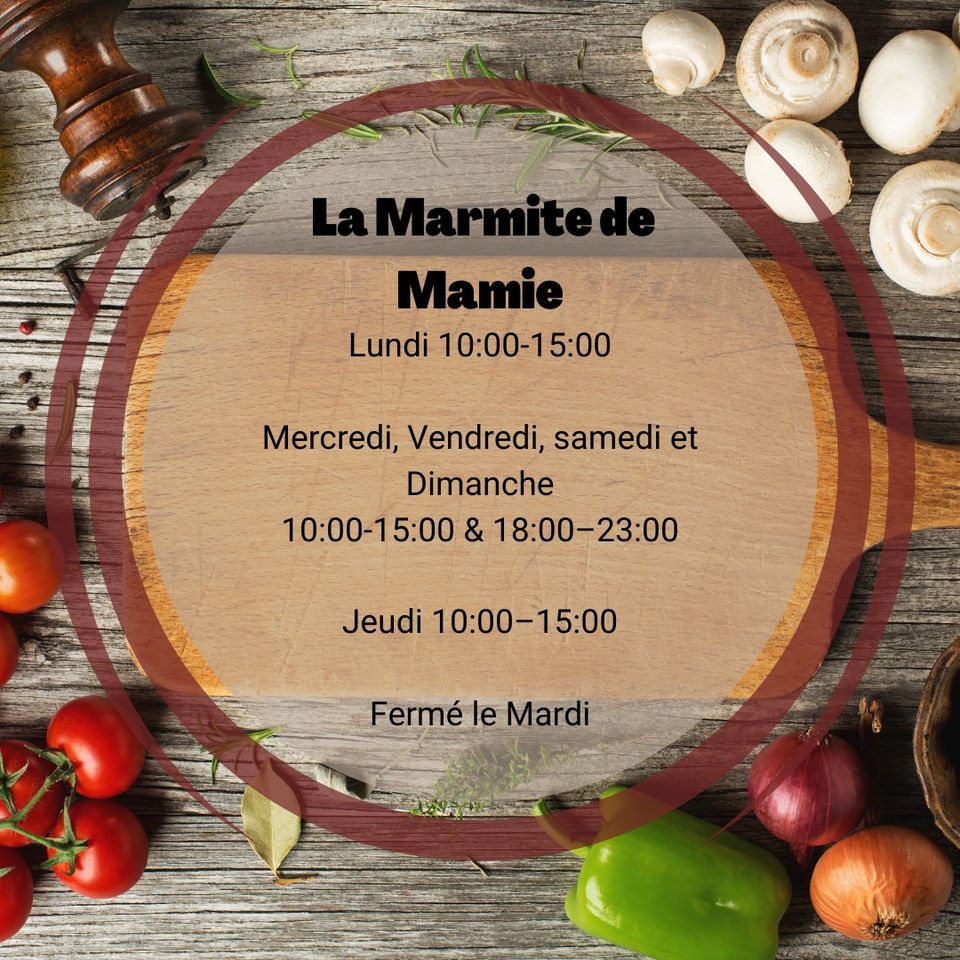 La Marmite de
Mamie
Lundi 10:00-15:00
Mercredi, Vendredi, samedi et
Dimanche
10:00-15:00 & 18:00–23:00
Jeudi 10:00–15:00
Fermé le Mardi